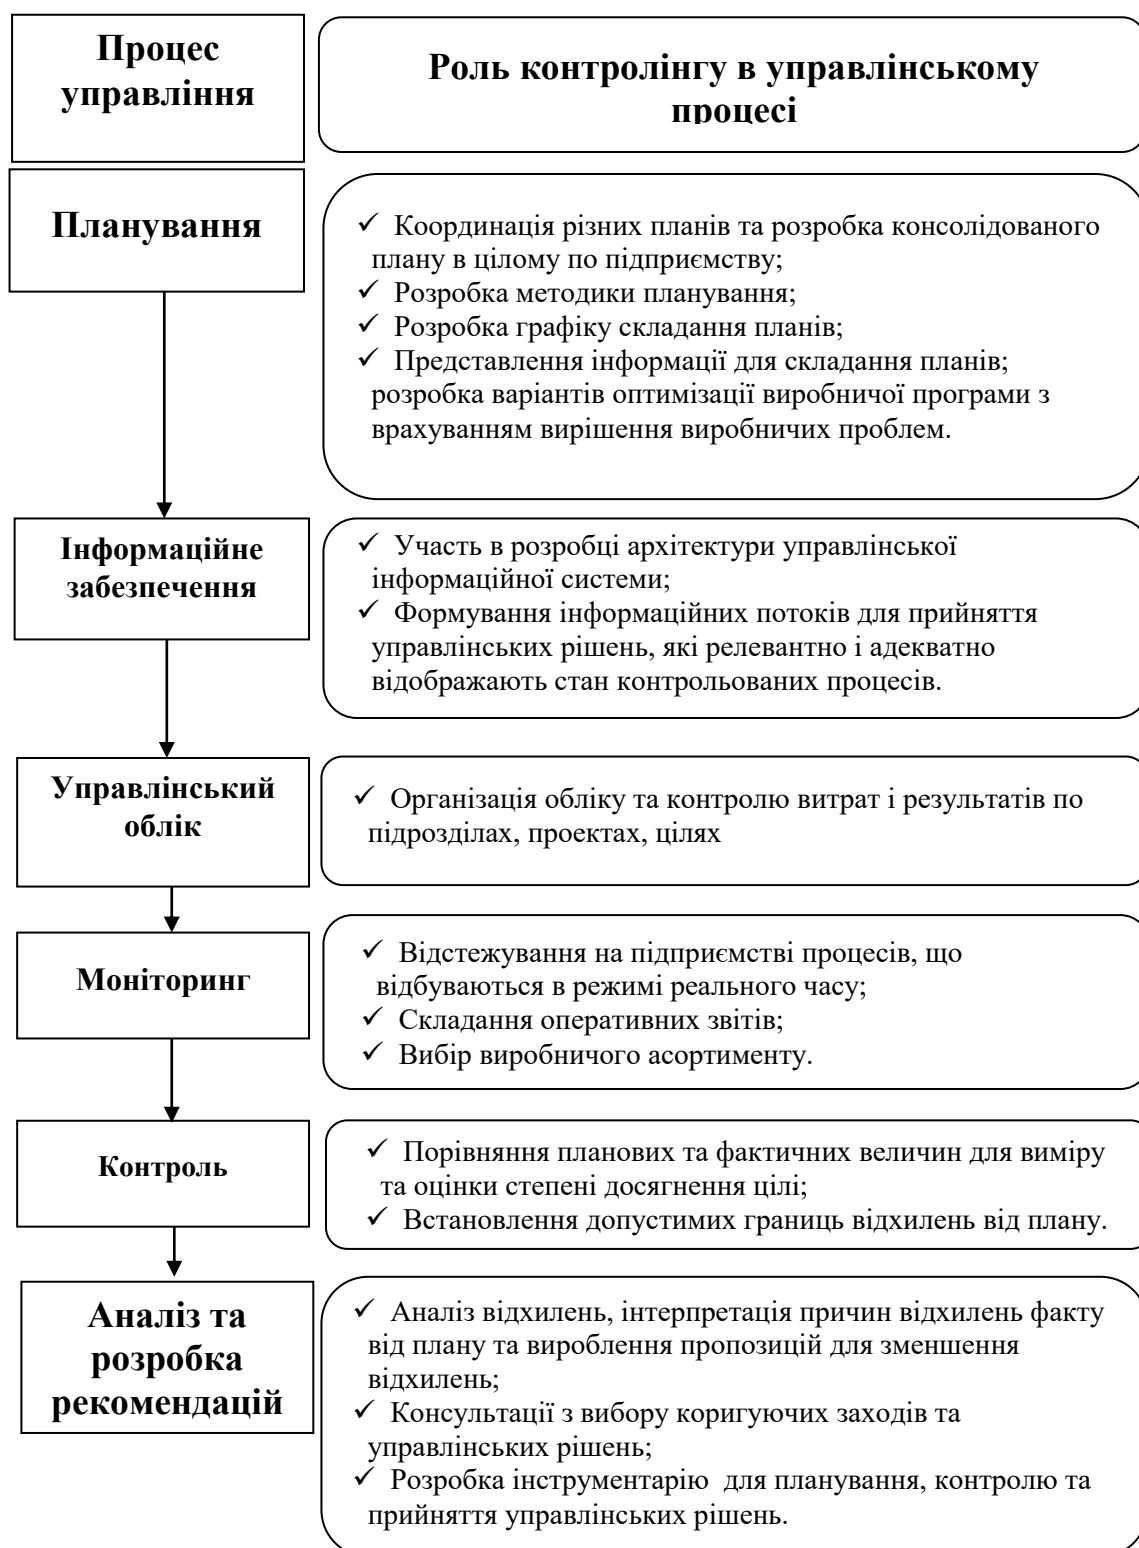 Процес
управління
Роль контролінгу в управлінському
процесі
Планування
✓ Координація різних планів та розробка консолідованого
плану в цілому по підприємству;
✓ Розробка методики планування;
✓ Розробка графіку складання планів;
✓ Представлення інформації для складання планів;
розробка варіантів оптимізації виробничої програми з
врахуванням вирішення виробничих проблем.
Інформаційне
забезпечення
✓ Участь в розробці архітектури управлінської
інформаційної системи;
✓ Формування інформаційних потоків для прийняття
управлінських рішень, які релевантно і адекватно
відображають стан контрольованих процесів.
Управлінський
облік
✓ Організація обліку та контролю витрат і результатів по
підрозділах, проектах, цілях
Моніторинг
✓ Відстежування на підприємстві процесів, що
відбуваються в режимі реального часу;
✓ Складання оперативних звітів;
✓ Вибір виробничого асортименту.
Контроль
✓ Порівняння планових та фактичних величин для виміру
та оцінки степені досягнення цілі;
✓ Встановлення допустимих границь відхилень від плану.
Аналіз та
розробка
рекомендацій
✓ Аналіз відхилень, інтерпретація причин відхилень факту
від плану та вироблення пропозицій для зменшення
відхилень;
✓ Консультації з вибору коригуючих заходів та
управлінських рішень;
✓ Розробка інструментарію для планування, контролю та
прийняття управлінських рішень.